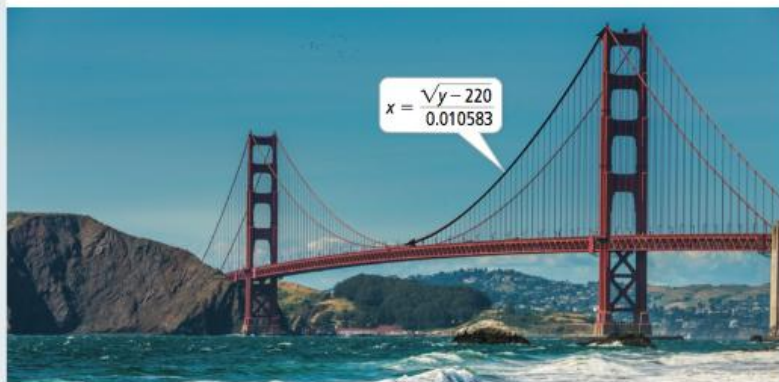 x = √(y − 220) / 0.010583